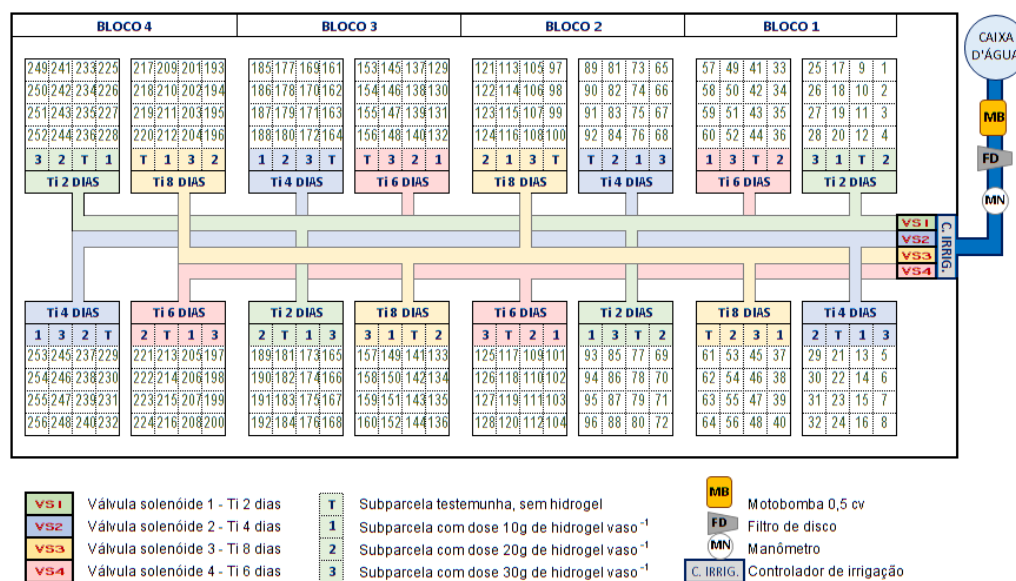 BLOCO 4 BLOCO 3 BLOCO 2 BLOCO 1
CAIXA
D'ÁGUA
249 241 233 225 217 209 201 193 185 177 169 161 153 145 137 129 121 113 105 97 89 81 73 65 57 49 41 33 25 17 9 1
250 242 234 226 218 210 202 194 186 178 170 162 154 146 138 130 122 114 106 98 90 82 74 66 58 50 42 34 26 18 10 2
251 243 235 227 219 211 203 195 187 179 171 163 155 147 139 131 123 115 107 99 91 83 75 67 59 51 43 35 27 19 11 3
252 244 236 228 220 212 204 196 188 180 172 164 156 148 140 132 124 116 108 100 92 84 76 68 60 52 44 36 28 20 12 4
3 2 T 1 T 1 3 2 1 2 3 T T 3 2 1 2 1 3 T T 2 1 3 1 3 T 2 3 1 T 2
Ti 2 DIAS Ti 8 DIAS Ti 4 DIAS Ti 6 DIAS Ti 8 DIAS Ti 4 DIAS Ti 6 DIAS Ti 2 DIAS
MB
FD
MN
VS1
VS2
VS3
VS4
C. IRRIG.
Ti 4 DIAS Ti 6 DIAS Ti 2 DIAS Ti 8 DIAS Ti 6 DIAS Ti 2 DIAS Ti 8 DIAS Ti 4 DIAS
1 3 2 T 2 T 1 3 2 T 1 3 3 1 T 2 3 T 2 1 1 3 T 2 T 2 3 1 2 T 1 3
253 245 237 229 221 213 205 197 189 181 173 165 157 149 141 133 125 117 109 101 93 85 77 69 61 53 45 37 29 21 13 5
254 246 238 230 222 214 206 198 190 182 174 166 158 150 142 134 126 118 110 102 94 86 78 70 62 54 46 38 30 22 14 6
255 247 239 231 223 215 207 199 191 183 175 167 159 151 143 135 127 119 111 103 95 87 79 71 63 55 47 39 31 23 15 7
256 248 240 232 224 216 208 200 192 184 176 168 160 152 144 136 128 120 112 104 96 88 80 72 64 56 48 40 32 24 16 8
VS1 Válvula solenóide 1 - Ti 2 dias
VS2 Válvula solenóide 2 - Ti 4 dias
VS3 Válvula solenóide 3 - Ti 8 dias
VS4 Válvula solenóide 4 - Ti 6 dias
T Subparcela testemunha, sem hidrogel
1 Subparcela com dose 10g de hidrogel vaso⁻¹
2 Subparcela com dose 20g de hidrogel vaso⁻¹
3 Subparcela com dose 30g de hidrogel vaso⁻¹
MB Motobomba 0,5 cv
FD Filtro de disco
MN Manômetro
C. IRRIG. Controlador de irrigação